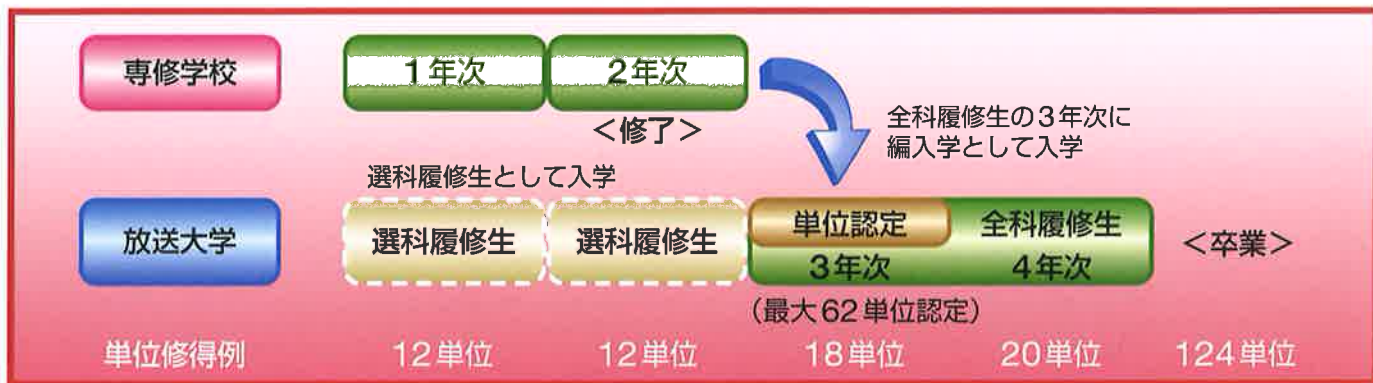 専修学校 1年次 2年次
＜修了＞
全科履修生の3年次に
編入学として入学
選科履修生として入学
放送大学 選科履修生 選科履修生 単位認定 全科履修生
3年次 4年次 ＜卒業＞
（最大62単位認定）
単位修得例 12単位 12単位 18単位 20単位 124単位